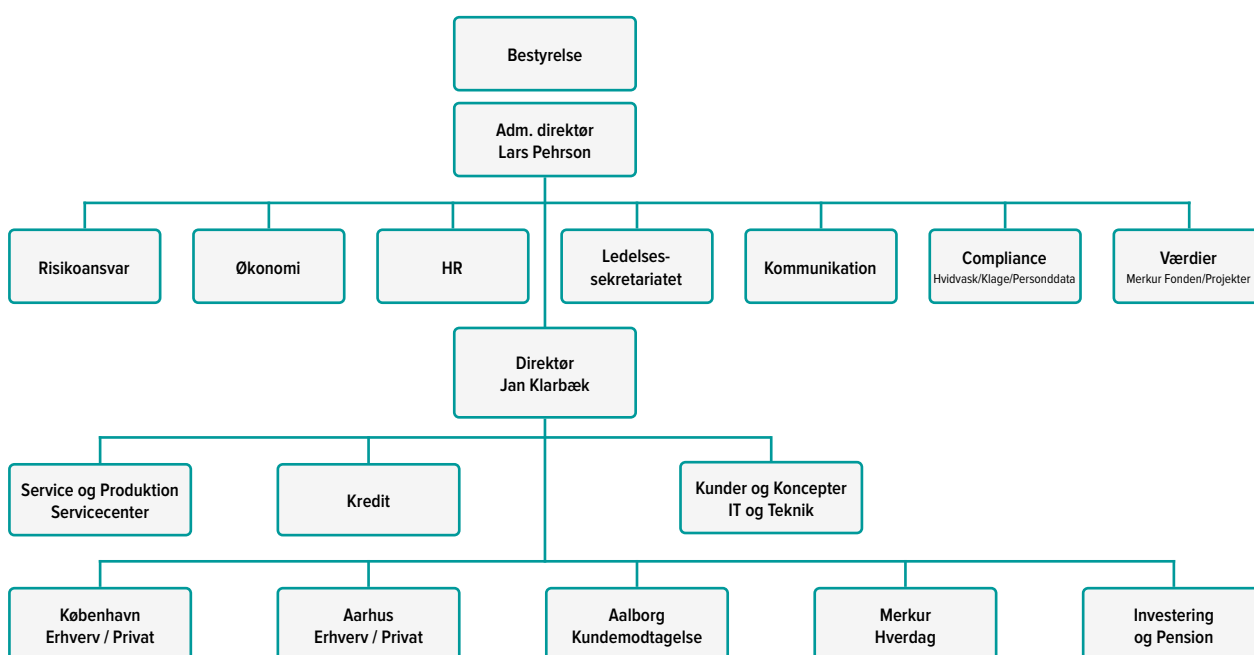 Bestyrelse
Adm. direktør
Lars Pehrson
Risikoansvar
Økonomi
HR
Ledelses-
sekretariatet
Kommunikation
Compliance
Hvidvask/Klage/Personddata
Værdier
Merkur Fonden/Projekter
Direktør
Jan Klarbæk
Service og Produktion
Servicecenter
Kredit
Kunder og Koncepter
IT og Teknik
København
Erhverv / Privat
Aarhus
Erhverv / Privat
Aalborg
Kundemodtagelse
Merkur
Hverdag
Investering
og Pension